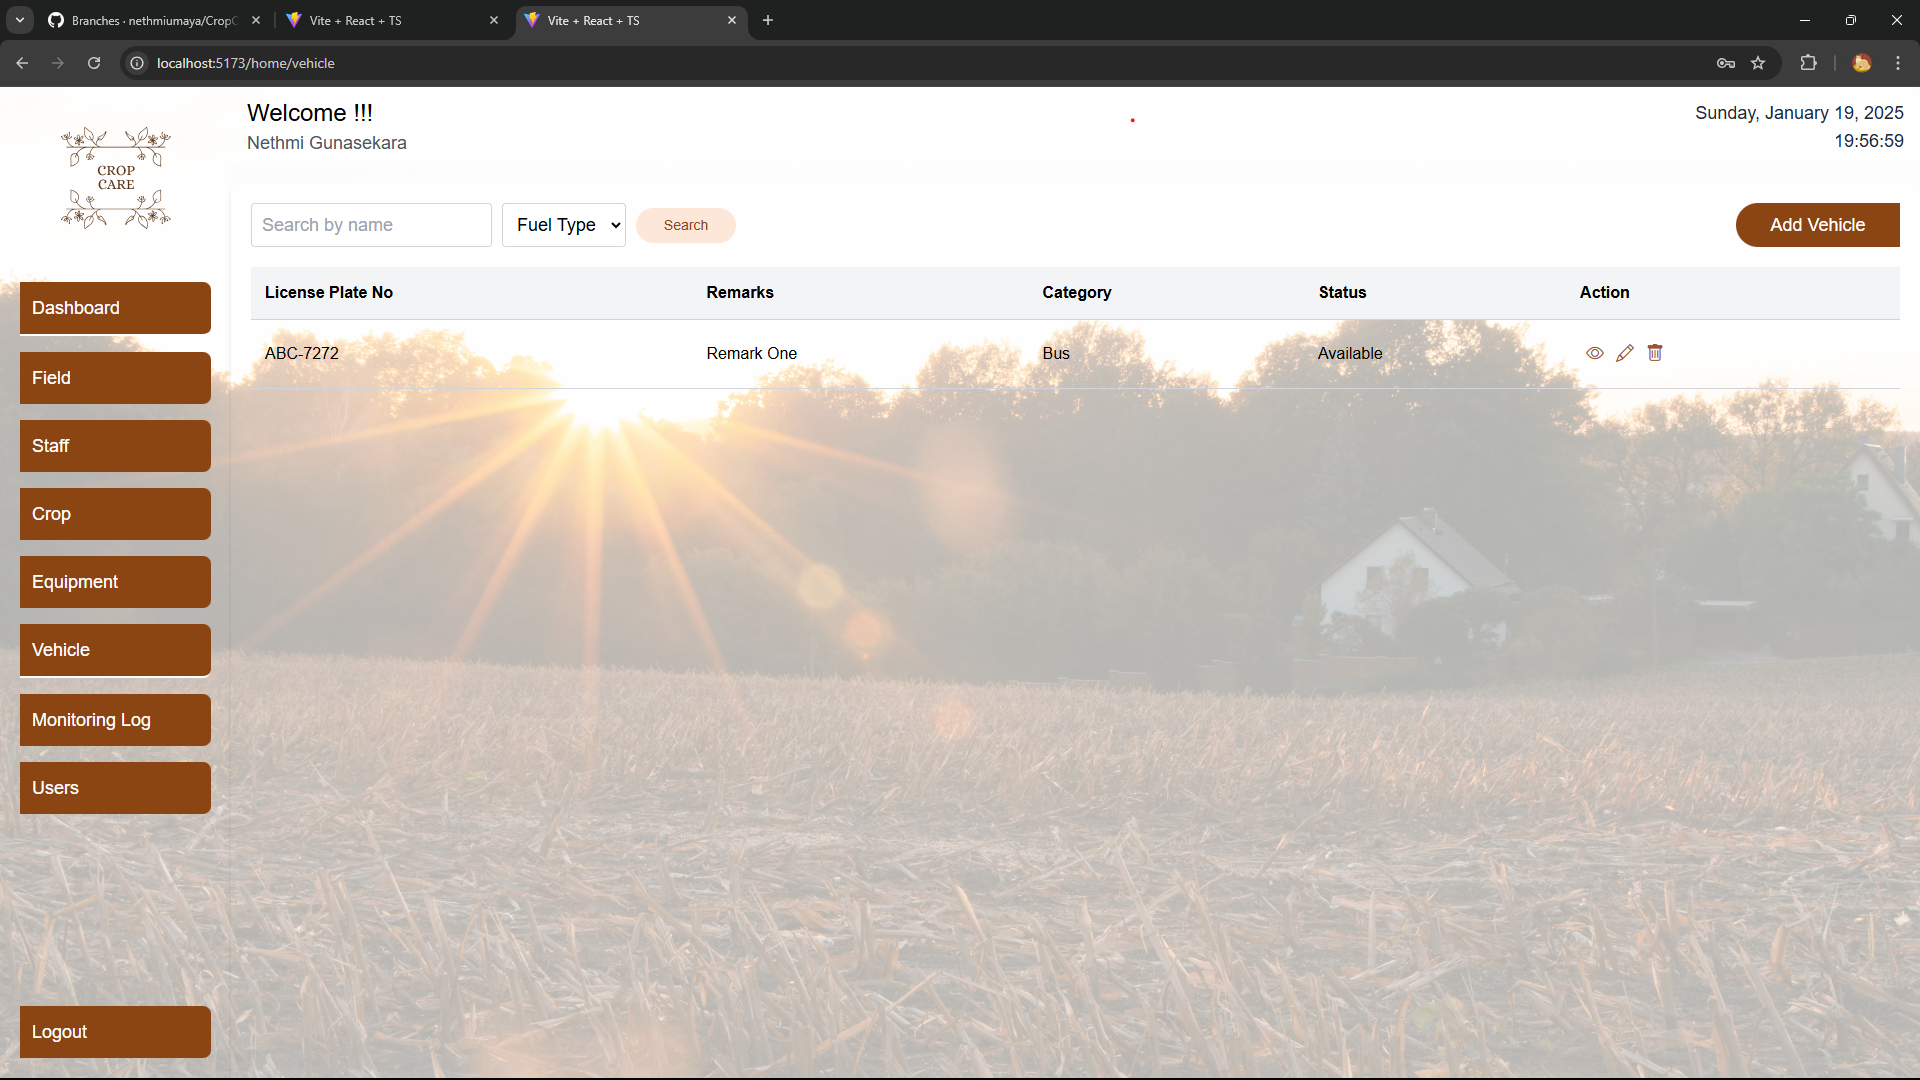 Branches · nethmiumaya/CropC
Vite + React + TS
Vite + React + TS
localhost:5173/home/vehicle
CROP
CARE
Welcome !!!
Nethmi Gunasekara
Sunday, January 19, 2025
19:56:59
Search by name
Fuel Type
Search
Add Vehicle
License Plate No Remarks Category Status Action
ABC-7272 Remark One Bus Available
Dashboard
Field
Staff
Crop
Equipment
Vehicle
Monitoring Log
Users
Logout